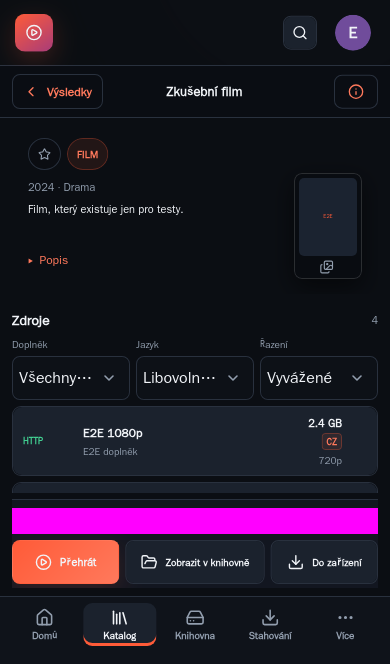 E
Výsledky
Zkušební film
FILM
2024 · Drama
Film, který existuje jen pro testy.
E2E
Popis
Zdroje
4
Doplněk
Jazyk
Řazení
Všechny···
Libovoln···
Vyvážené
HTTP
E2E 1080p
E2E doplněk
2.4 GB
CZ
720p
Přehrát
Zobrazit v knihovně
Do zařízení
Domů
Katalog
Knihovna
Stahování
Více